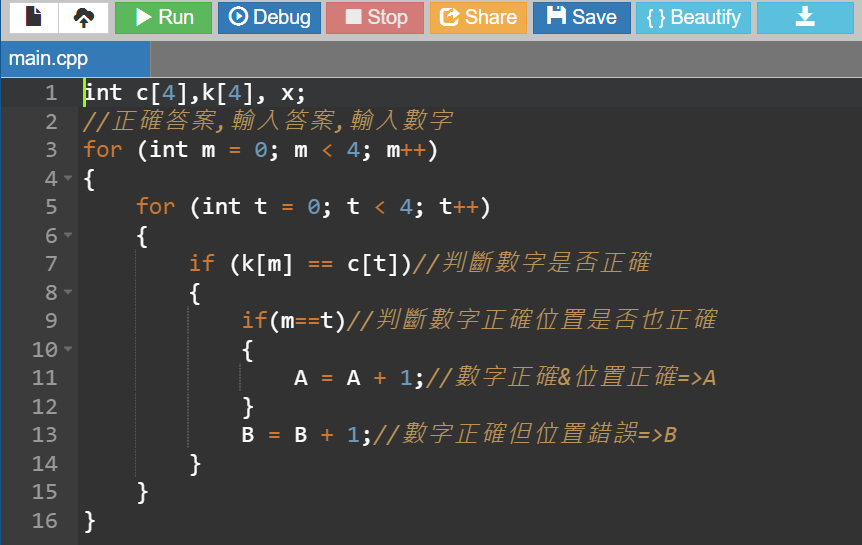 Run Debug Stop Share Save { } Beautify
main.cpp
1 int c[4],k[4], x;
2 //正確答案,輸入答案,輸入數字
3 for (int m = 0; m < 4; m++)
4 {
5 for (int t = 0; t < 4; t++)
6 {
7 if (k[m] == c[t])//判斷數字是否正確
8 {
9 if(m==t)//判斷數字正確位置是否也正確
10 {
11 A = A + 1;//數字正確&位置正確=>A
12 }
13 B = B + 1;//數字正確但位置錯誤=>B
14 }
15 }
16 }